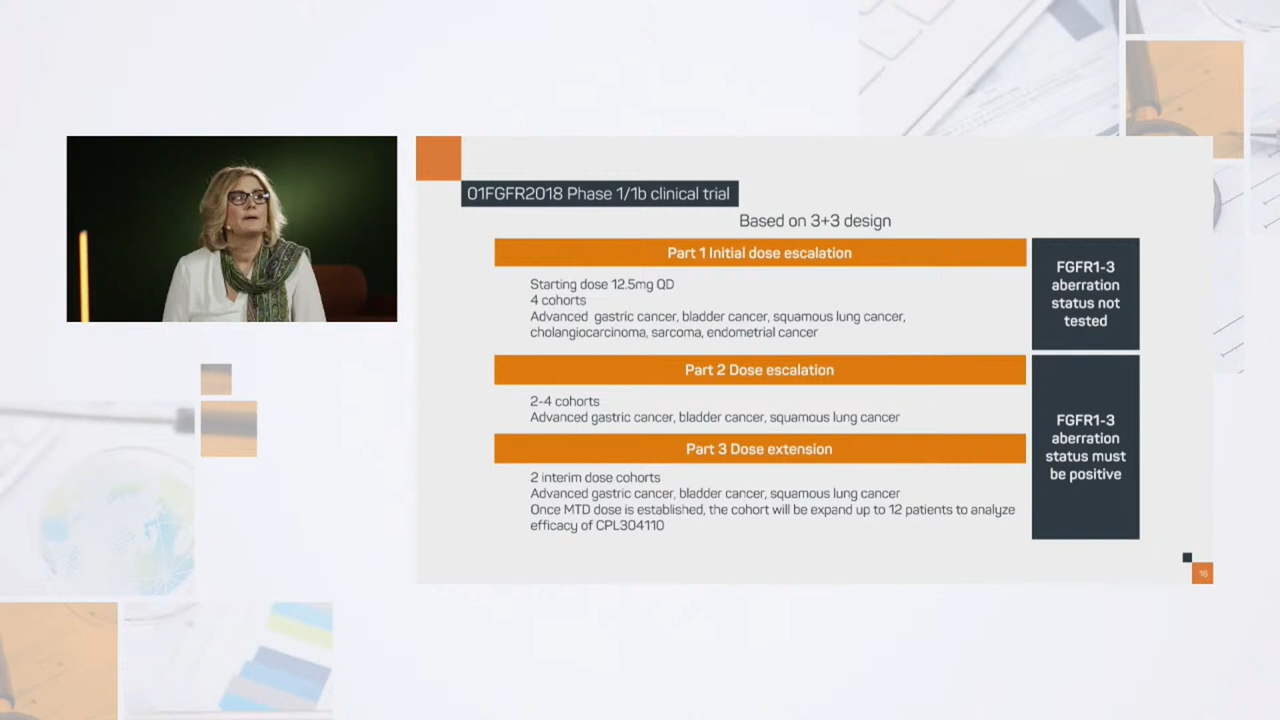 01FGFR2018 Phase 1/1b clinical trial
Based on 3+3 design
Part 1 Initial dose escalation
Starting dose 12.5mg QD
4 cohorts
Advanced gastric cancer, bladder cancer, squamous lung cancer,
cholangiocarcinoma, sarcoma, endometrial cancer
FGFR1-3
aberration
status not
tested
Part 2 Dose escalation
2-4 cohorts
Advanced gastric cancer, bladder cancer, squamous lung cancer
Part 3 Dose extension
2 interim dose cohorts
Advanced gastric cancer, bladder cancer, squamous lung cancer
Once MTD dose is established, the cohort will be expand up to 12 patients to analyze
efficacy of CPL304110
FGFR1-3
aberration
status must
be positive
16